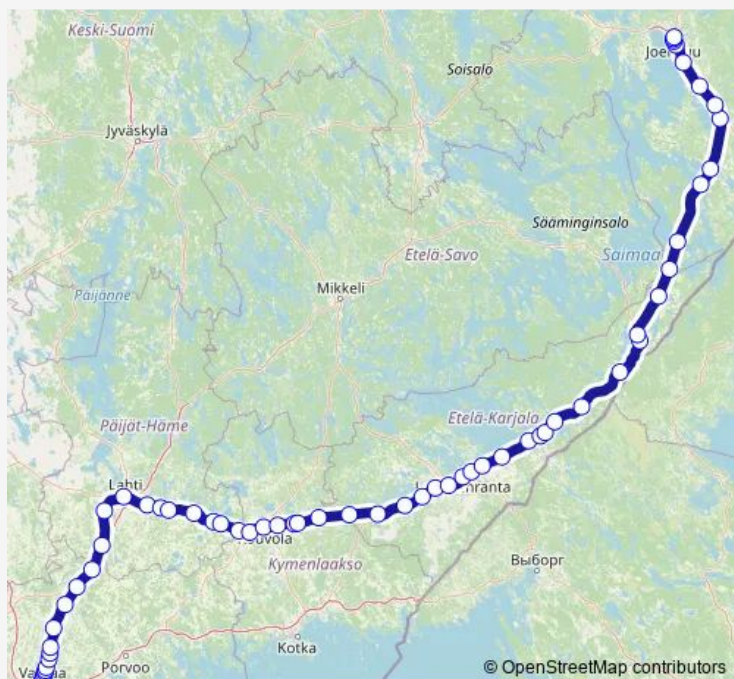 Keski-Suomi
Soisalo
Jyväskylä
Sääminginsalo
Etelä-Savo
Saimaa
Päijänne
Mikkeli
Päijät-Häme
Etelä-Karjala
Выборг
Kymenlaakso
Kotka
Porvoo
© OpenStreetMap contributors